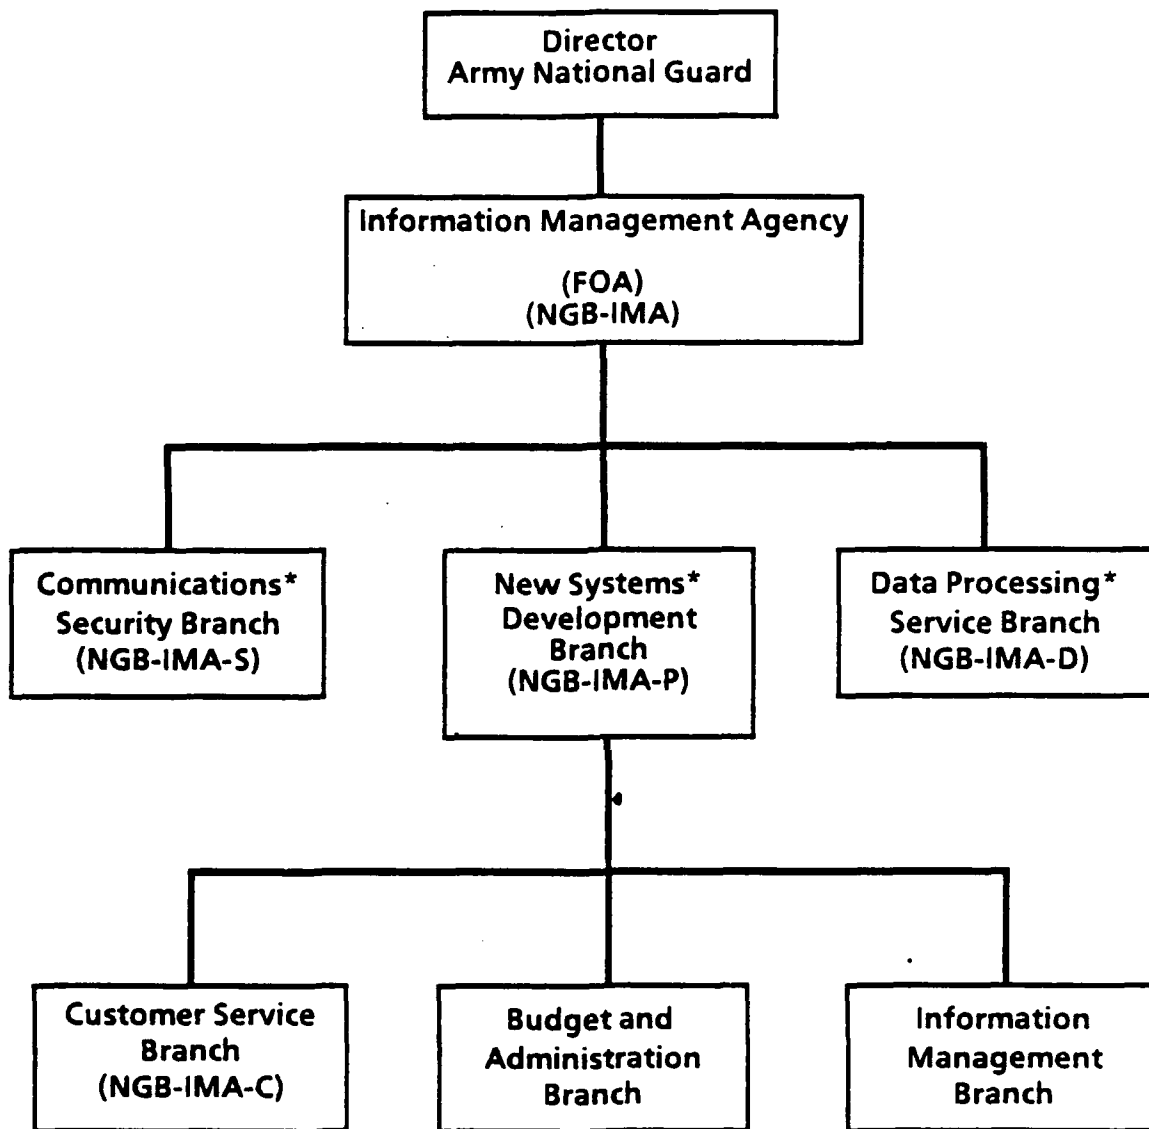 Director
Army National Guard
Information Management Agency
(FOA)
(NGB-IMA)
Communications*
Security Branch
(NGB-IMA-S)
New Systems*
Development
Branch
(NGB-IMA-P)
Data Processing*
Service Branch
(NGB-IMA-D)
Customer Service
Branch
(NGB-IMA-C)
Budget and
Administration
Branch
Information
Management
Branch